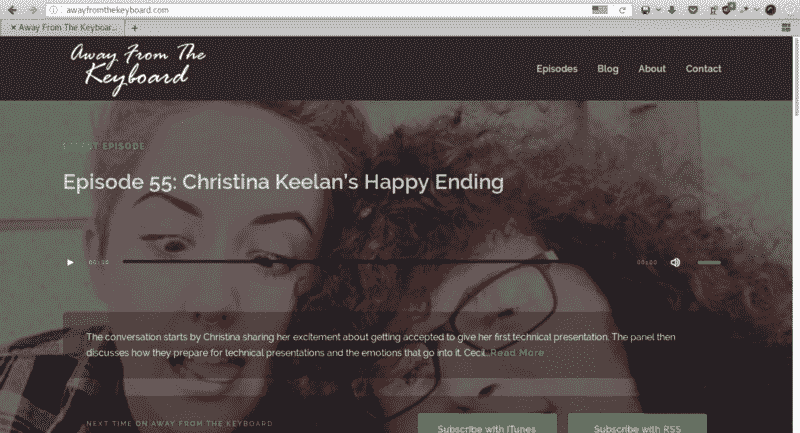 awayfromthekeyboard.com
Away From The Keyboar...
Away From The
Keyboard
Episodes Blog About Contact
EPISODE
Episode 55: Christina Keelan's Happy Ending
00:00 00:00
The conversation starts by Christina sharing her excitement about getting accepted to give her first technical presentation. The panel then
discusses how they prepare for technical presentations and the emotions that go into it. Cecil Read More
NEXT TIME ON AWAY FROM THE KEYBOARD
Subscribe with iTunes Subscribe with RSS